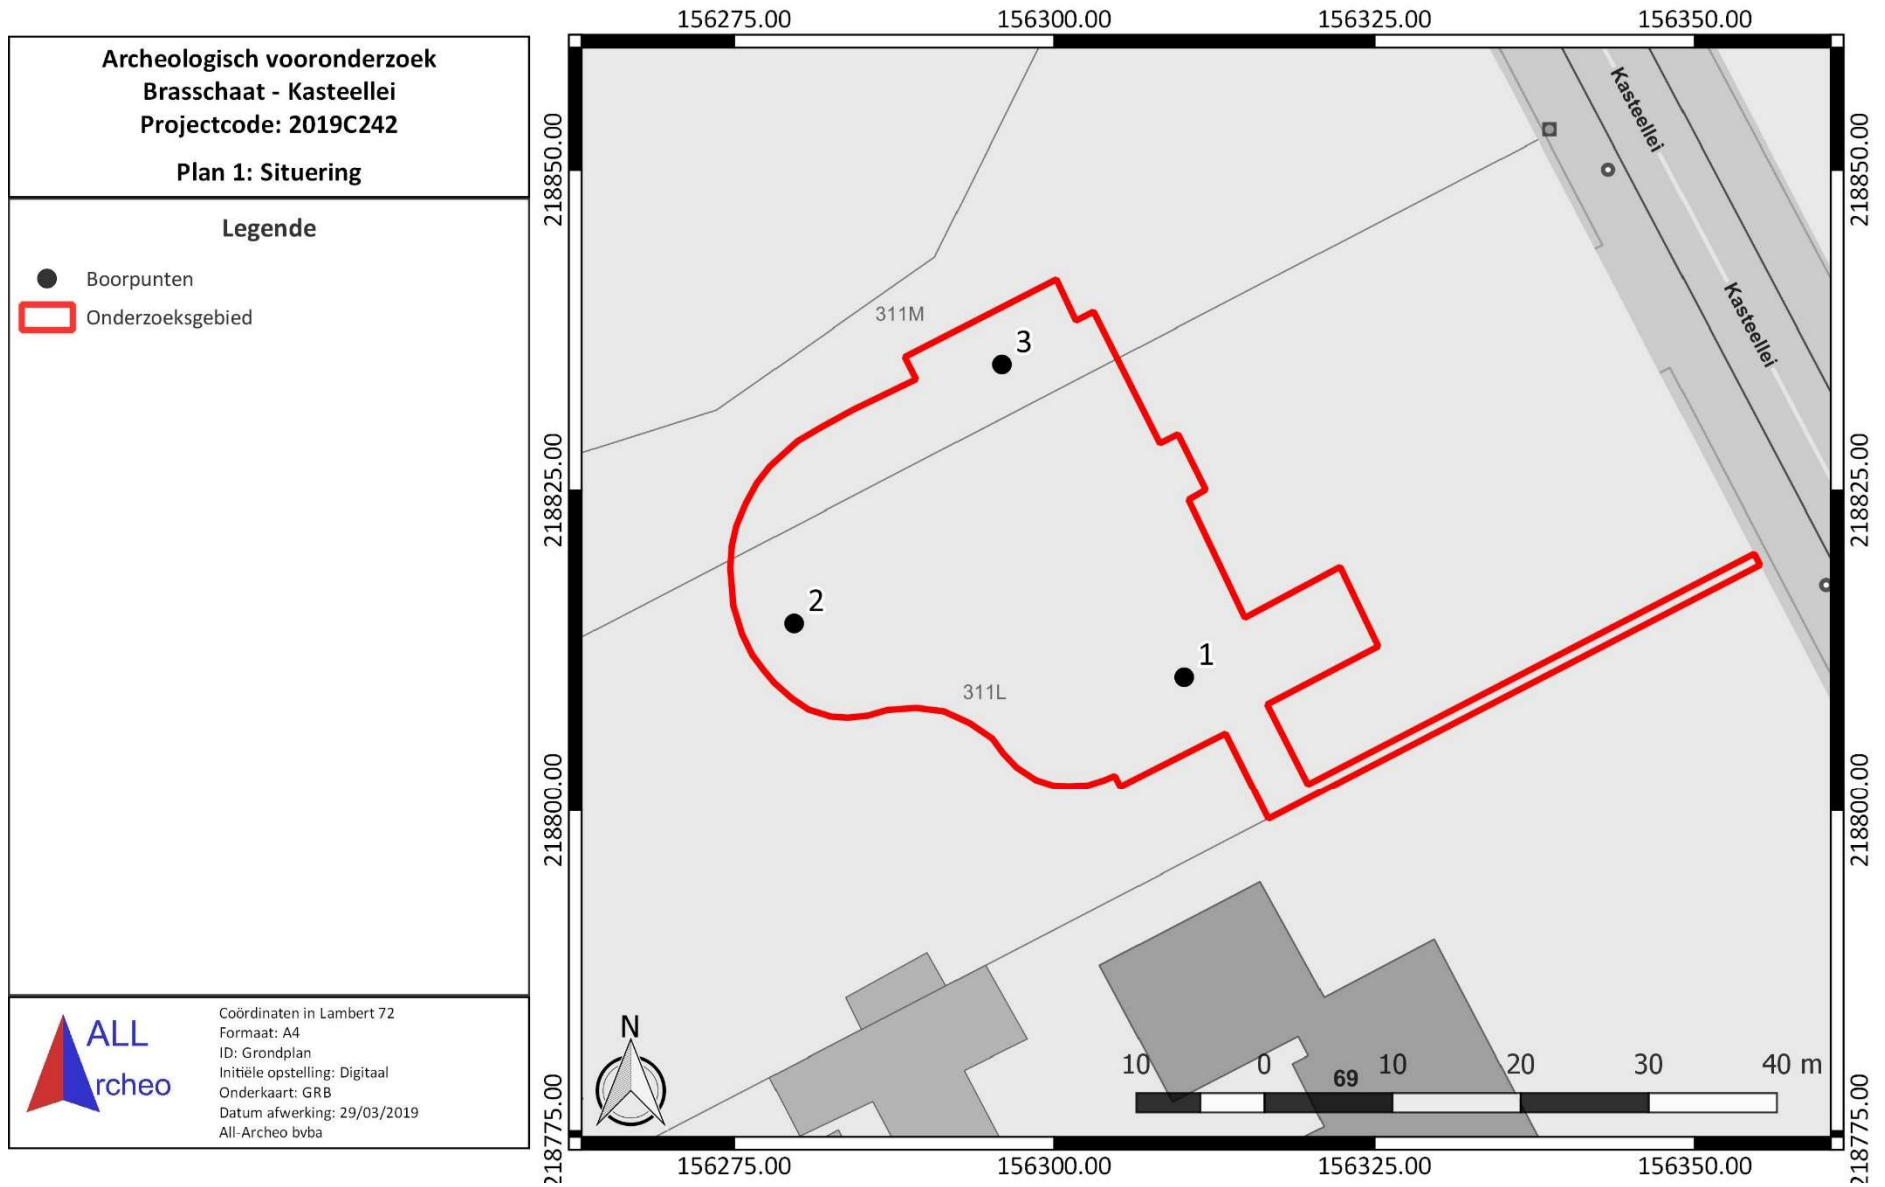 Archeologisch vooronderzoek
Brasschaat - Kasteellei
Projectcode: 2019C242
Plan 1: Situering
Legende
Boorpunten
Onderzoeksgebied
ALL
rcheo
Coördinaten in Lambert 72
Formaat: A4
ID: Grondplan
Initiële opstelling: Digitaal
Onderkaart: GRB
Datum afwerking: 29/03/2019
All-Archeo bvba
156275.00 156300.00 156325.00 156350.00
218850.00
218825.00
218800.00
218775.00
Kasteellei
Kasteellei
311M
3
2
1
311L
69
N
10 0 10 20 30 40 m
218850.00
218825.00
218800.00
218775.00
156275.00 156300.00 156325.00 156350.00